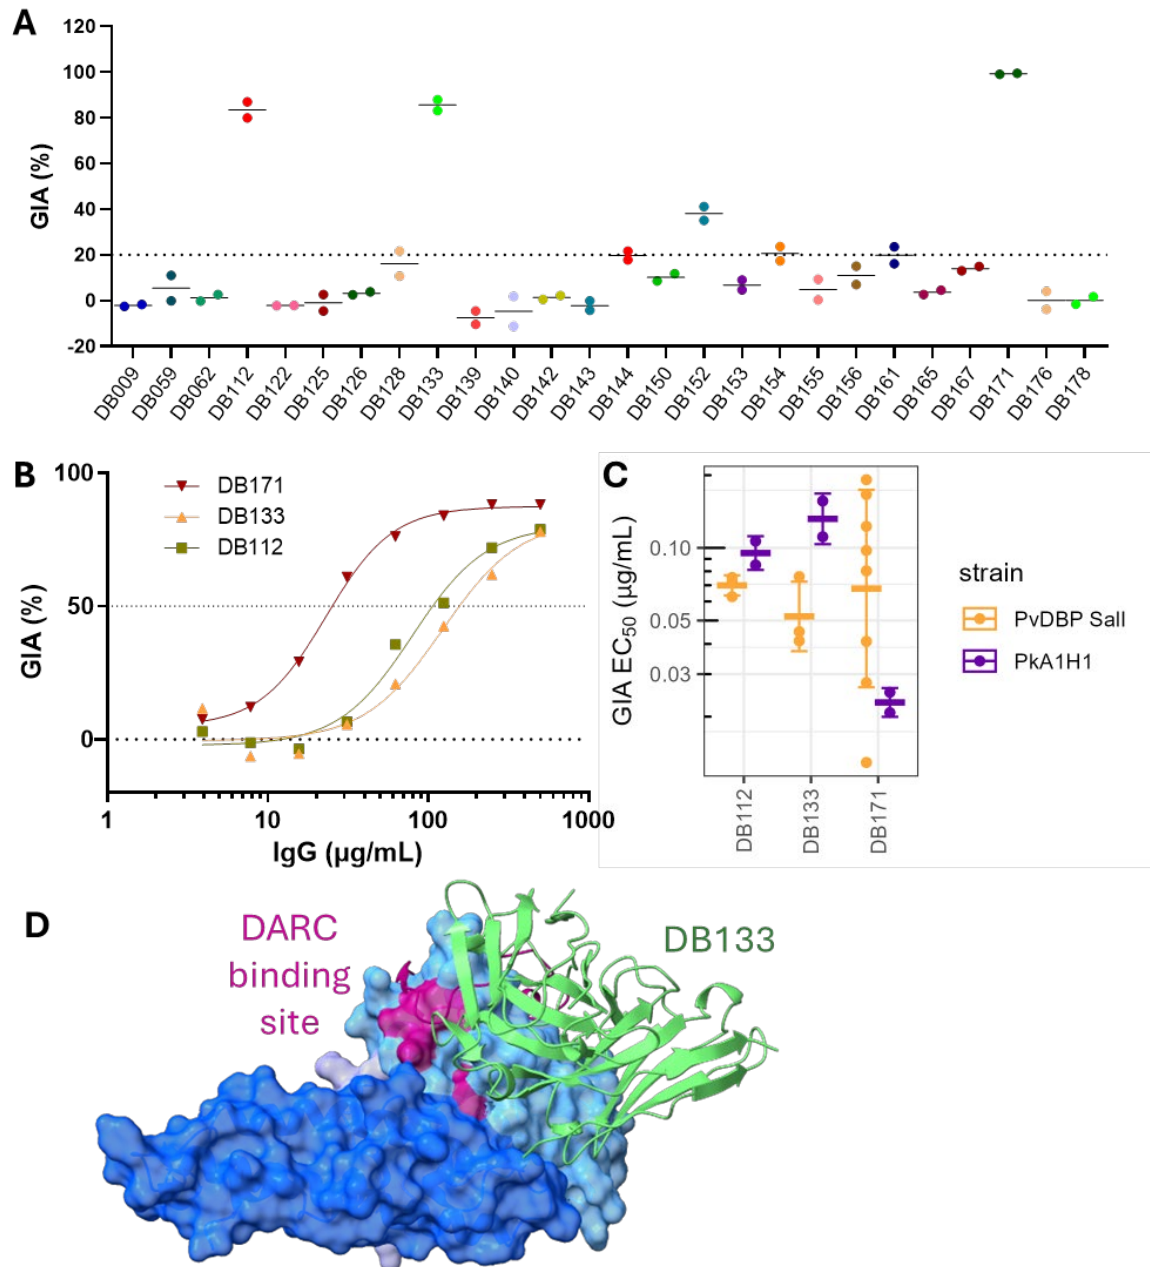 A
120
100
80
60
40
20
0
-20
GIA (%)
DB009
DB059
DB062
DB112
DB122
DB125
DB126
DB128
DB133
DB139
DB140
DB142
DB143
DB144
DB150
DB152
DB153
DB154
DB155
DB156
DB161
DB165
DB167
DB171
DB176
DB178
B
100
50
0
GIA (%)
DB171
DB133
DB112
1
10
100
1000
IgG (µg/mL)
C
0.10
0.05
0.03
GIA EC50 (µg/mL)
DB112
DB133
DB171
strain
PvDBP SalI
PkA1H1
D
DARC
binding
site
DB133